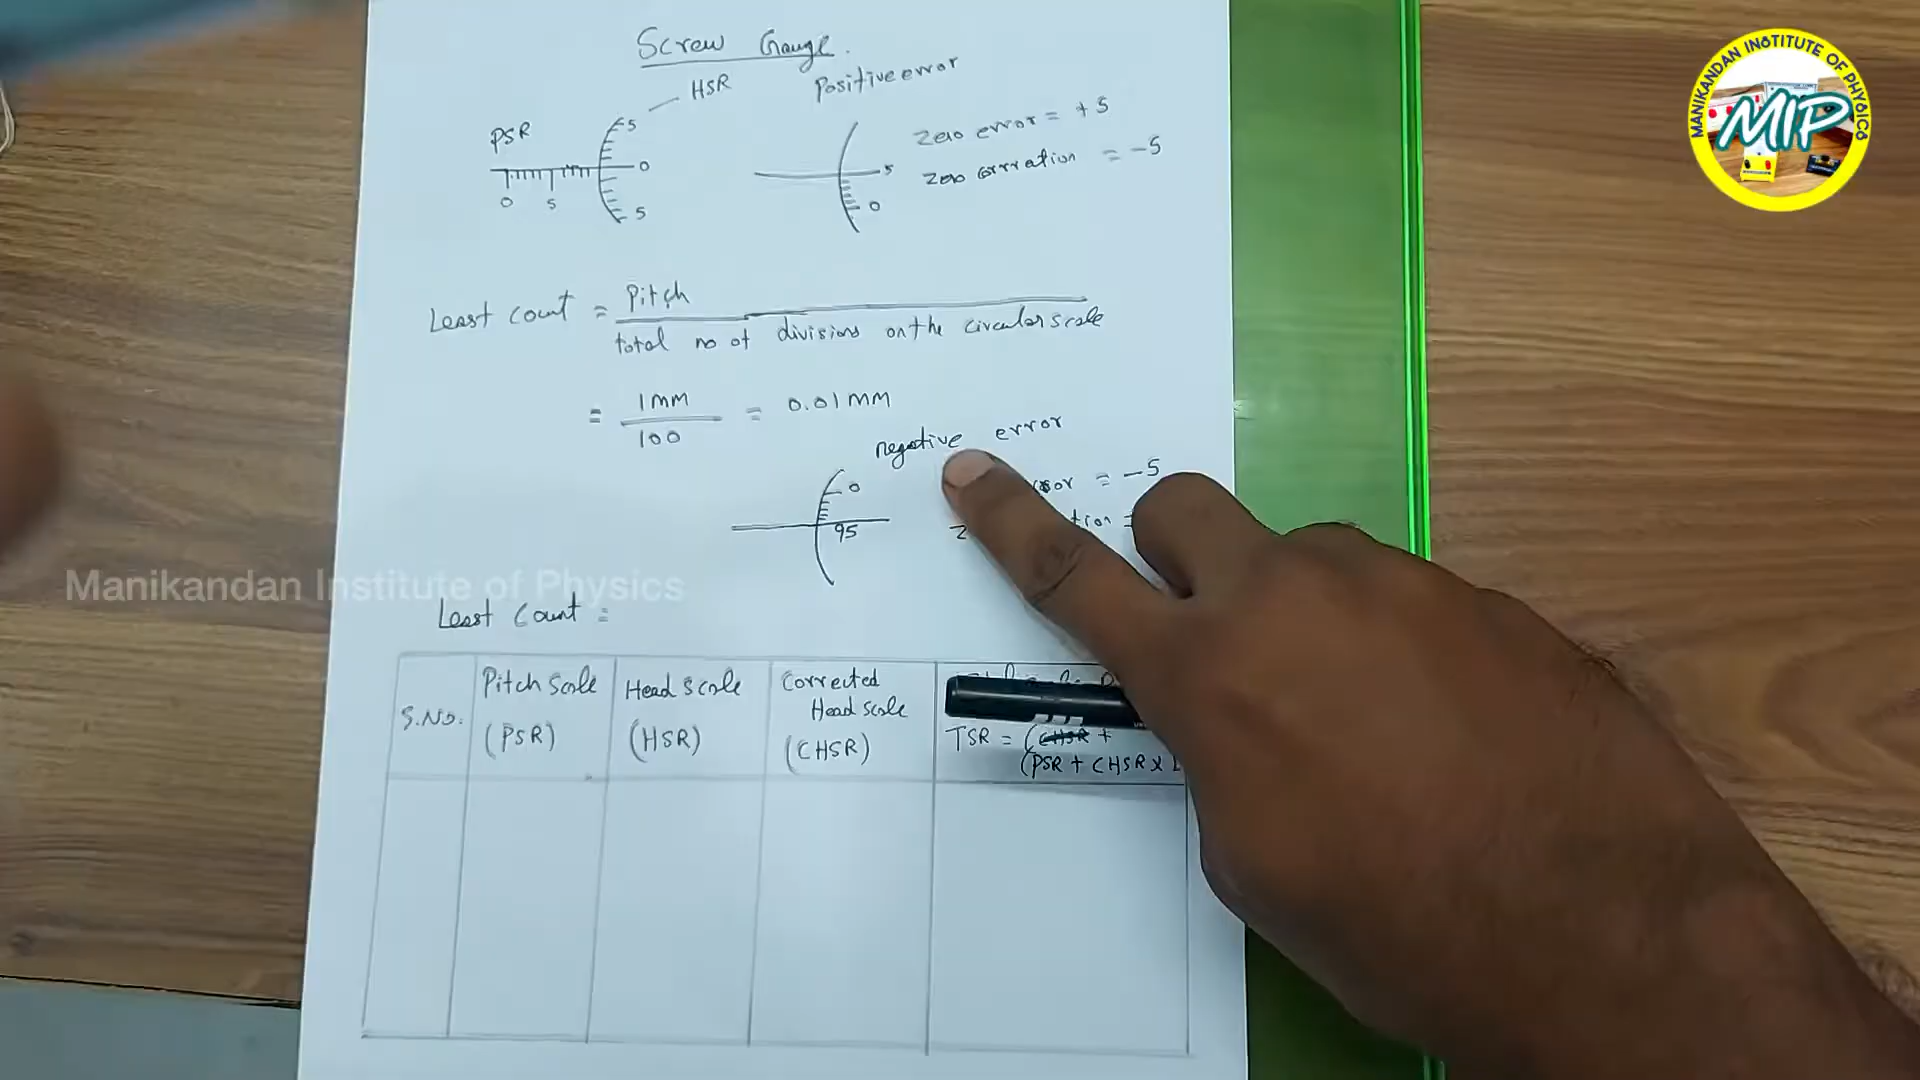 Screw Gauge.
HSR
Positive error
PSR
5
0
5
0 5
5
0
Zero error = +5
Zero corrration = -5
Least count = Pitch
total no of divisions on the circular scale
= 1MM
100
= 0.01 MM
negative error
0
95
= -5
Least Count =
S.No.
Pitch Scale
(PSR)
Head Scale
(HSR)
Corrected
Head Scale
(CHSR)
TSR = (CHSR +
(PSR + CHSR x
MANIKANDAN INSTITUTE OF PHYSICS
MIP
Manikandan Institute of Physics